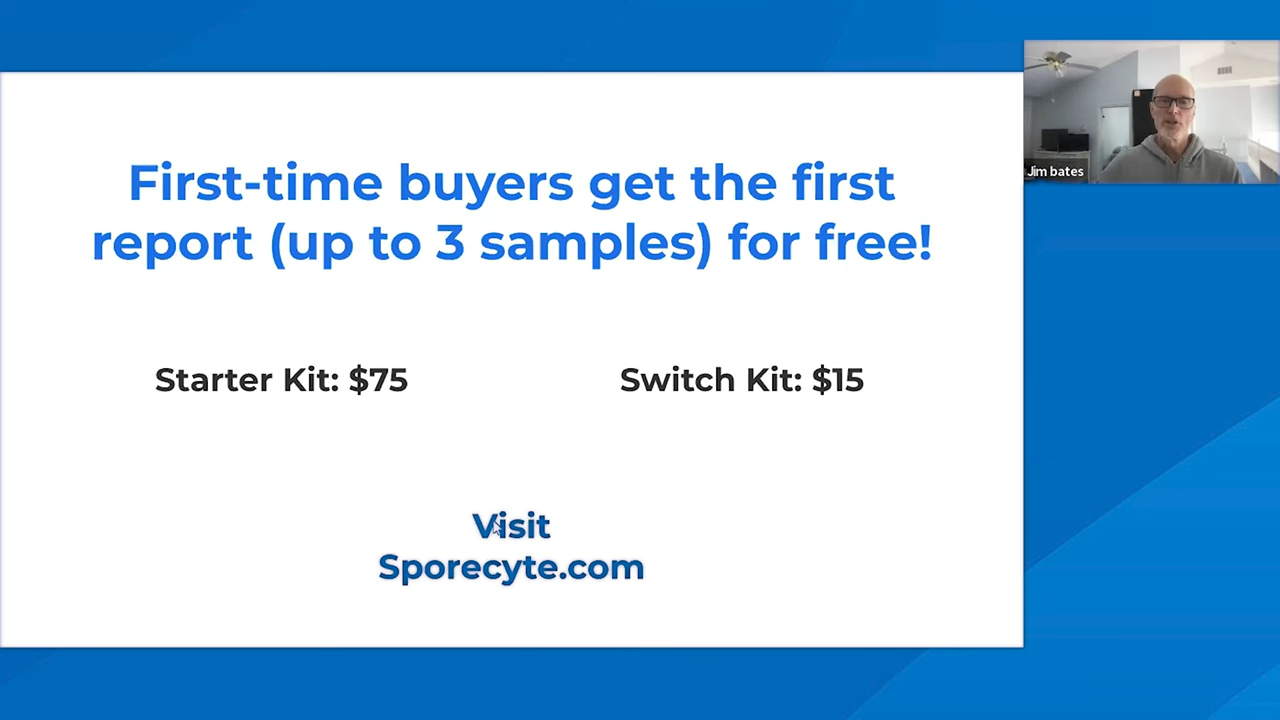 First-time buyers get the first
report (up to 3 samples) for free!
Starter Kit: $75
Switch Kit: $15
Visit
Sporecyte.com
Jim bates